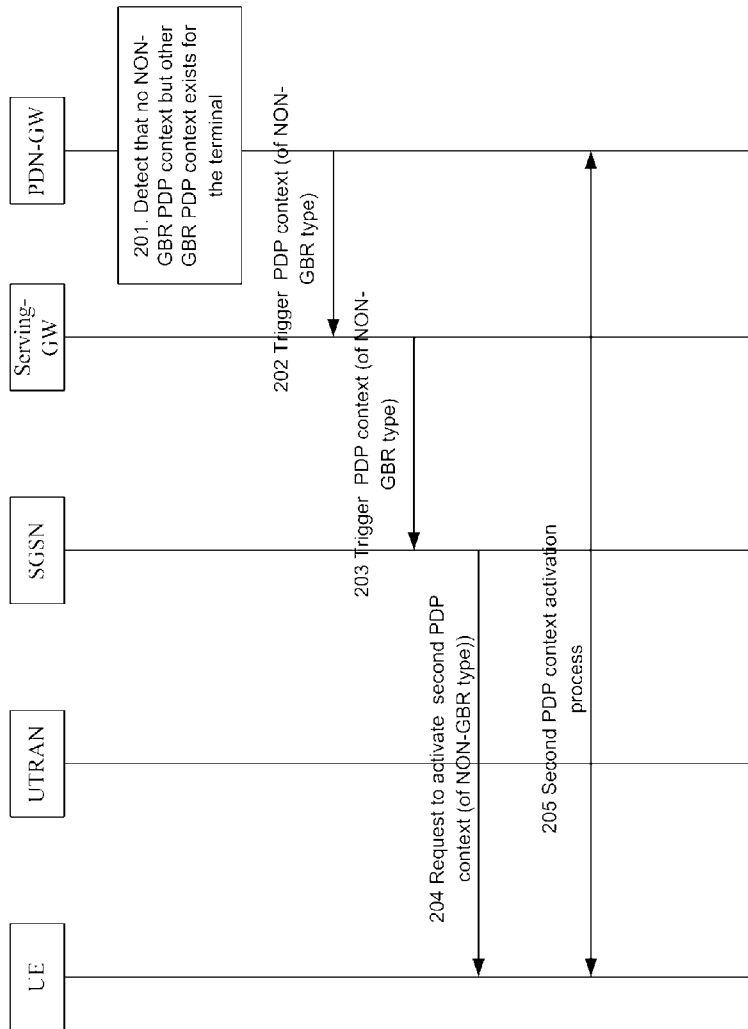 UE
UTRAN
SGSN
Serving-
GW
PDN-GW
201. Detect that no NON-
GBR PDP context but other
GBR PDP context exists for
the terminal
202 Trigger PDP context (of NON-
GBR type)
203 Trigger PDP context (of NON-
GBR type)
204 Request to activate second PDP
context (of NON-GBR type))
205 Second PDP context activation
process